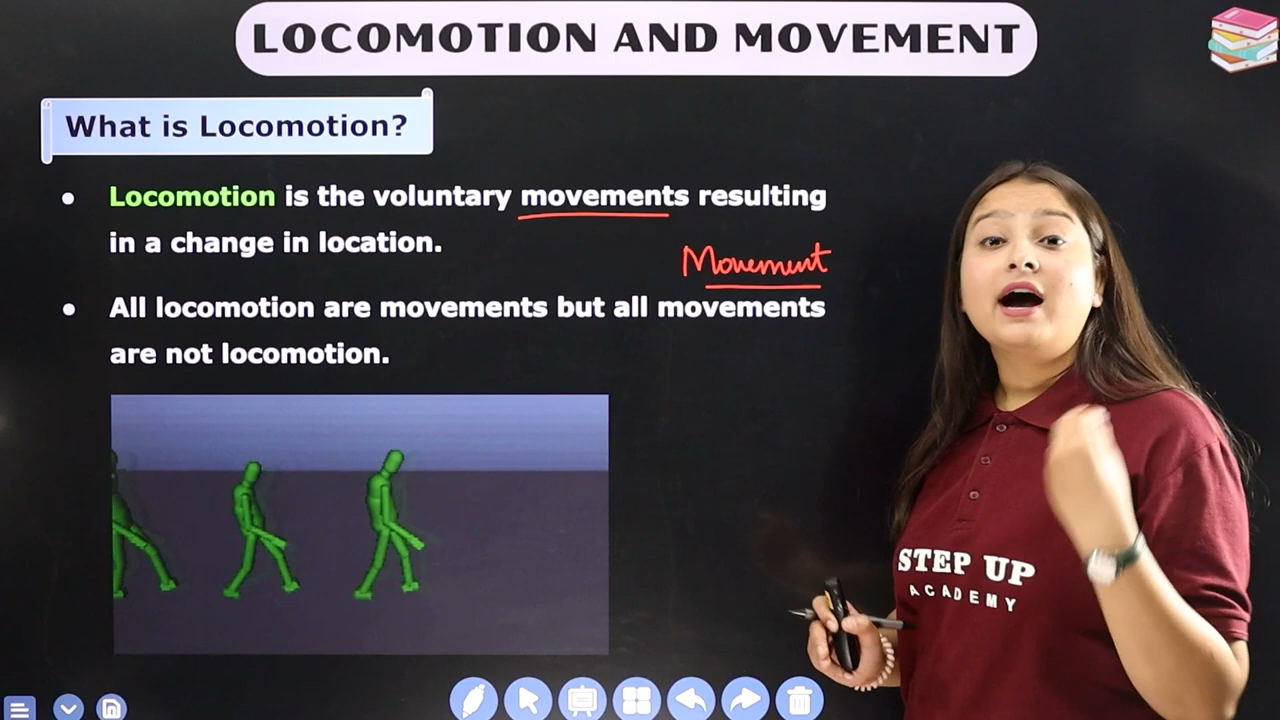 LOCOMOTION AND MOVEMENT
What is Locomotion?
• Locomotion is the voluntary movements resulting
in a change in location.
Movement
• All locomotion are movements but all movements
are not locomotion.
STEP UP
ACADEMY